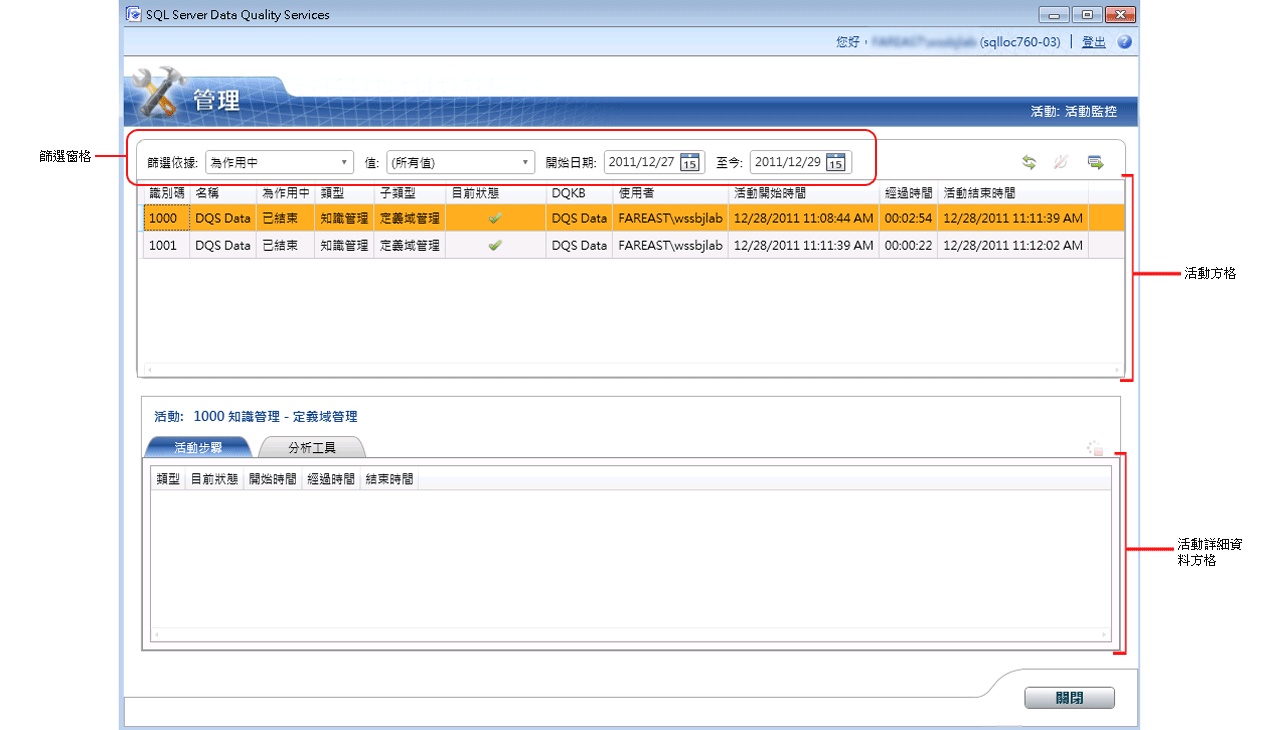 SQL Server Data Quality Services
您好， (sqlloc760-03) | 登出
管理
活動: 活動監控
篩選窗格
篩選依據: 為作用中 值: (所有值) 開始日期: 2011/12/27 15 至今: 2011/12/29 15
識別碼 名稱 為作用中 類型 子類型 目前狀態 DQKB 使用者 活動開始時間 經過時間 活動結束時間
1000 DQS Data 已結束 知識管理 定義域管理 DQS Data FAREAST\wssbjlab 12/28/2011 11:08:44 AM 00:02:54 12/28/2011 11:11:39 AM
1001 DQS Data 已結束 知識管理 定義域管理 DQS Data FAREAST\wssbjlab 12/28/2011 11:11:39 AM 00:00:22 12/28/2011 11:12:02 AM
活動方格
活動: 1000 知識管理 - 定義域管理
活動步驟 分析工具
類型 目前狀態 開始時間 經過時間 結束時間
活動詳細資
料方格
關閉